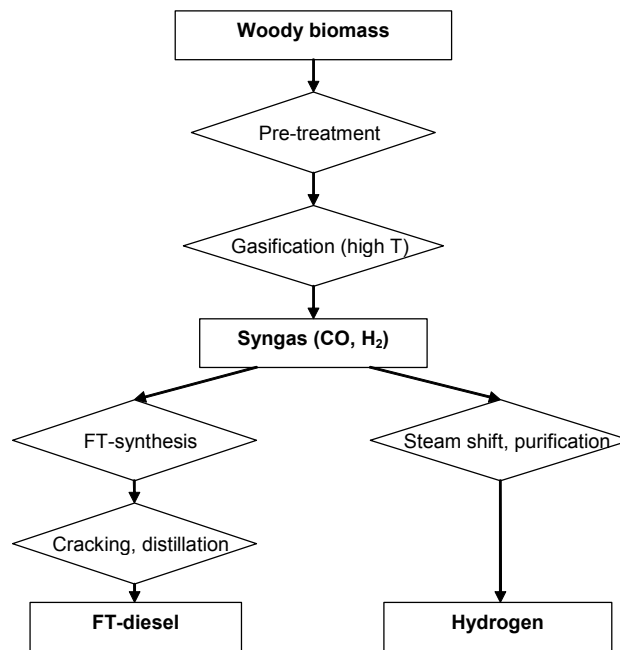 Woody biomass
Pre-treatment
Gasification (high T)
Syngas (CO, H₂)
FT-synthesis
Steam shift, purification
Cracking, distillation
FT-diesel
Hydrogen